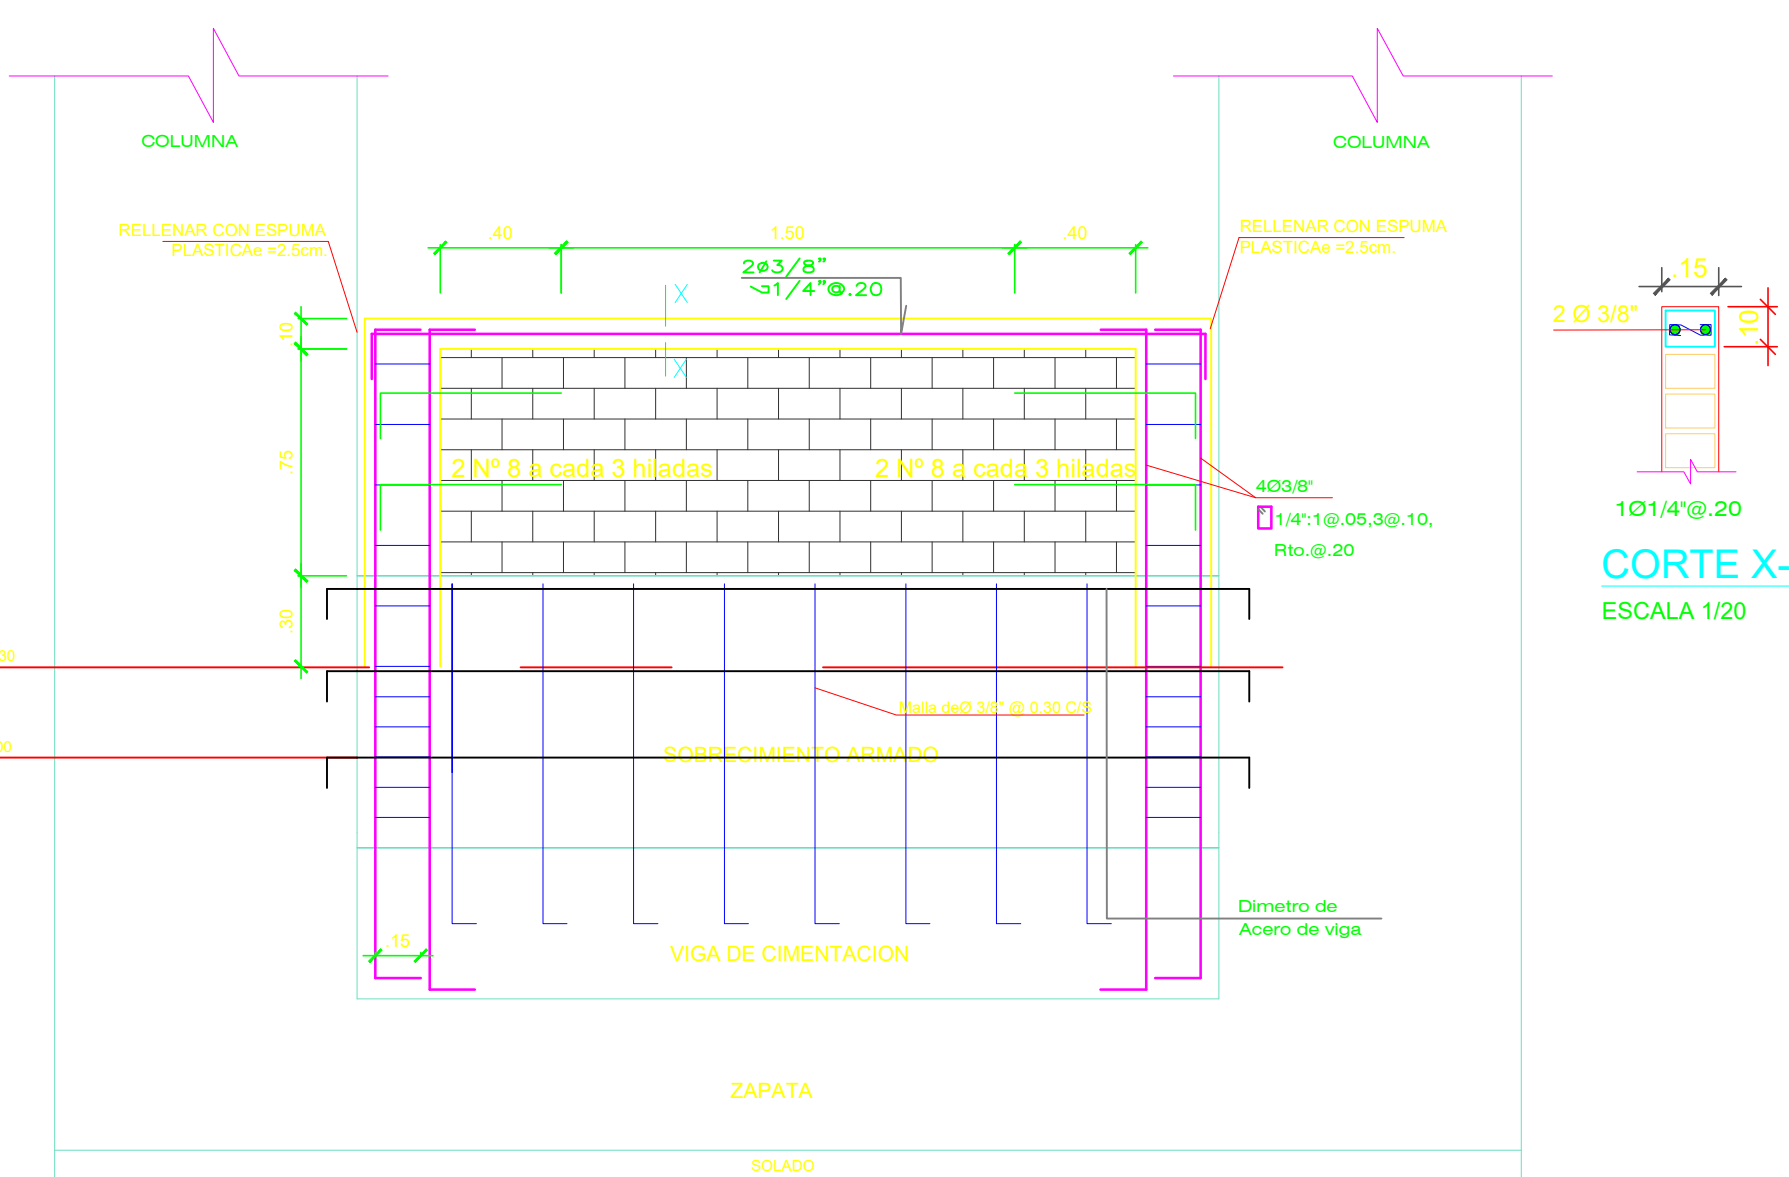 COLUMNA
COLUMNA
RELLENAR CON ESPUMA
PLASTICAe =2.5cm.
RELLENAR CON ESPUMA
PLASTICAe =2.5cm.
.40
1.50
.40
2ø3/8"
1/4"@.20
X
X
.10
.75
.30
2 Nº 8 a cada 3 hiladas
2 Nº 8 a cada 3 hiladas
4Ø3/8"
1/4":1@.05,3@.10,
Rto.@.20
.15
2 Ø 3/8"
.10
1Ø1/4"@.20
CORTE X-
ESCALA 1/20
30
00
Malla deØ 3/8" @ 0.30 C/S
SOBRECIMIENTO ARMADO
Dimetro de
Acero de viga
.15
VIGA DE CIMENTACION
ZAPATA
SOLADO